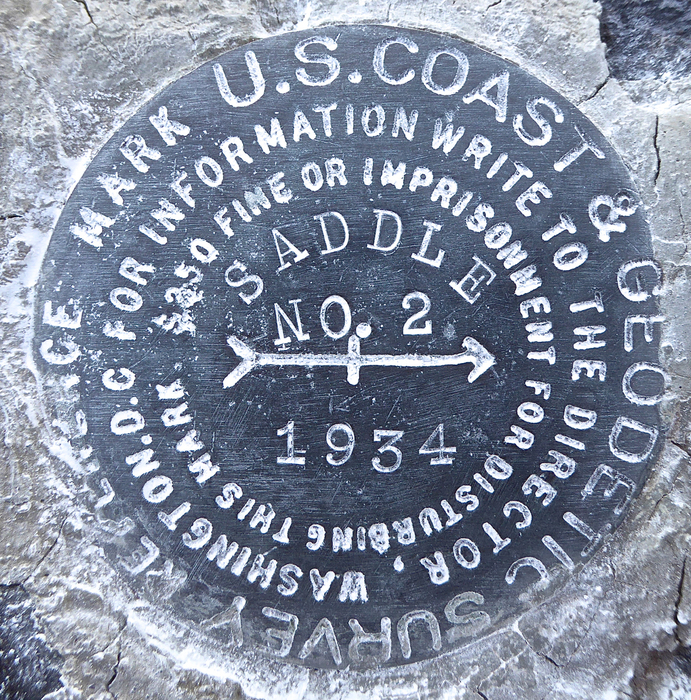 U.S. COAST & GEODETIC SURVEY
MARK
FOR INFORMATION WRITE TO THE DIRECTOR, WASHINGTON, D.C.
$250 FINE OR IMPRISONMENT FOR DISTURBING THIS MARK
SADDLE
NO. 2
1934